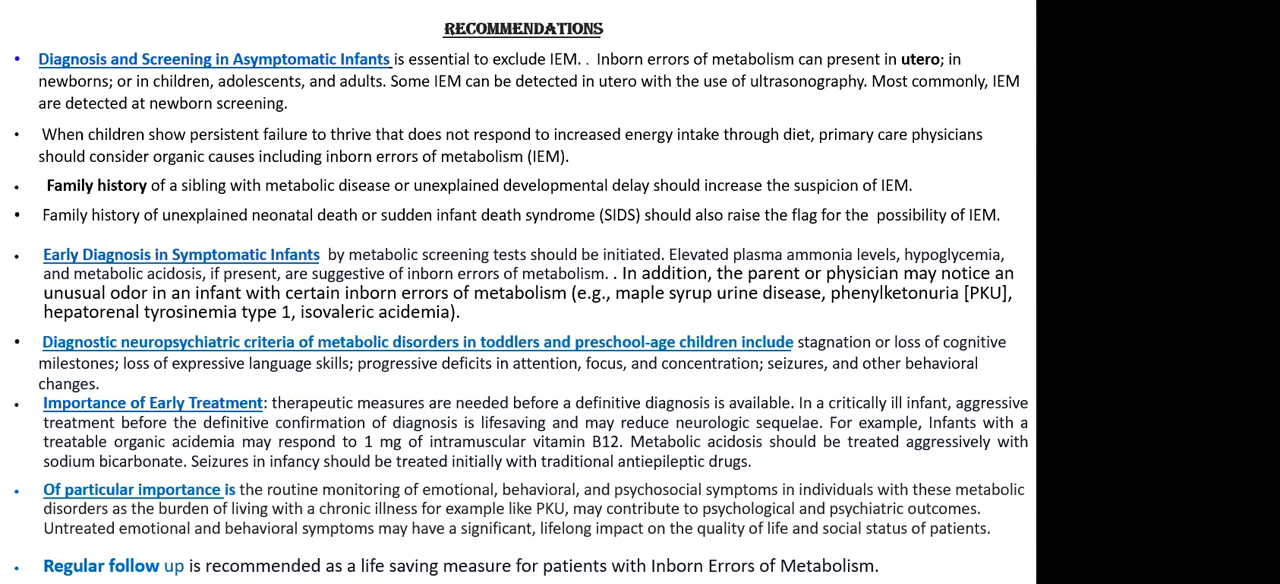 RECOMMENDATIONS
• Diagnosis and Screening in Asymptomatic Infants is essential to exclude IEM. . Inborn errors of metabolism can present in utero; in
newborns; or in children, adolescents, and adults. Some IEM can be detected in utero with the use of ultrasonography. Most commonly, IEM
are detected at newborn screening.
• When children show persistent failure to thrive that does not respond to increased energy intake through diet, primary care physicians
should consider organic causes including inborn errors of metabolism (IEM).
• Family history of a sibling with metabolic disease or unexplained developmental delay should increase the suspicion of IEM.
• Family history of unexplained neonatal death or sudden infant death syndrome (SIDS) should also raise the flag for the possibility of IEM.
• Early Diagnosis in Symptomatic Infants by metabolic screening tests should be initiated. Elevated plasma ammonia levels, hypoglycemia,
and metabolic acidosis, if present, are suggestive of inborn errors of metabolism. . In addition, the parent or physician may notice an
unusual odor in an infant with certain inborn errors of metabolism (e.g., maple syrup urine disease, phenylketonuria [PKU],
hepatorenal tyrosinemia type 1, isovaleric acidemia).
• Diagnostic neuropsychiatric criteria of metabolic disorders in toddlers and preschool-age children include stagnation or loss of cognitive
milestones; loss of expressive language skills; progressive deficits in attention, focus, and concentration; seizures, and other behavioral
changes.
• Importance of Early Treatment: therapeutic measures are needed before a definitive diagnosis is available. In a critically ill infant, aggressive
treatment before the definitive confirmation of diagnosis is lifesaving and may reduce neurologic sequelae. For example, Infants with a
treatable organic acidemia may respond to 1 mg of intramuscular vitamin B12. Metabolic acidosis should be treated aggressively with
sodium bicarbonate. Seizures in infancy should be treated initially with traditional antiepileptic drugs.
• Of particular importance is the routine monitoring of emotional, behavioral, and psychosocial symptoms in individuals with these metabolic
disorders as the burden of living with a chronic illness for example like PKU, may contribute to psychological and psychiatric outcomes.
Untreated emotional and behavioral symptoms may have a significant, lifelong impact on the quality of life and social status of patients.
• Regular follow up is recommended as a life saving measure for patients with Inborn Errors of Metabolism.